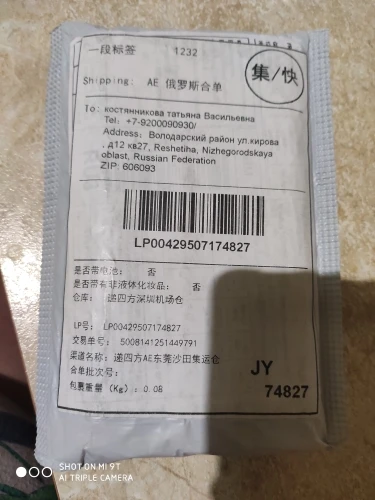 一段标签 1232
集/快
Shipping: AE 俄罗斯合单
To: костянникова татьяна Васильевна
Tel: +7-9200090930/
Address: Володарский район ул.кирова
, д12 кв27, Reshetiha, Nizhegorodskaya
oblast, Russian Federation
ZIP: 606093
LP00429507174827
是否带电池: 否
是否带有非液体化妆品: 否
仓库: 递四方深圳机场仓
LP号: LP00429507174827
交易单号: 5008141251449791
渠道名称: 递四方AE东莞沙田集运仓
合单批次号:
包裹重量 (Kg): 0.08
JY
74827
SHOT ON MI 9T
AI TRIPLE CAMERA